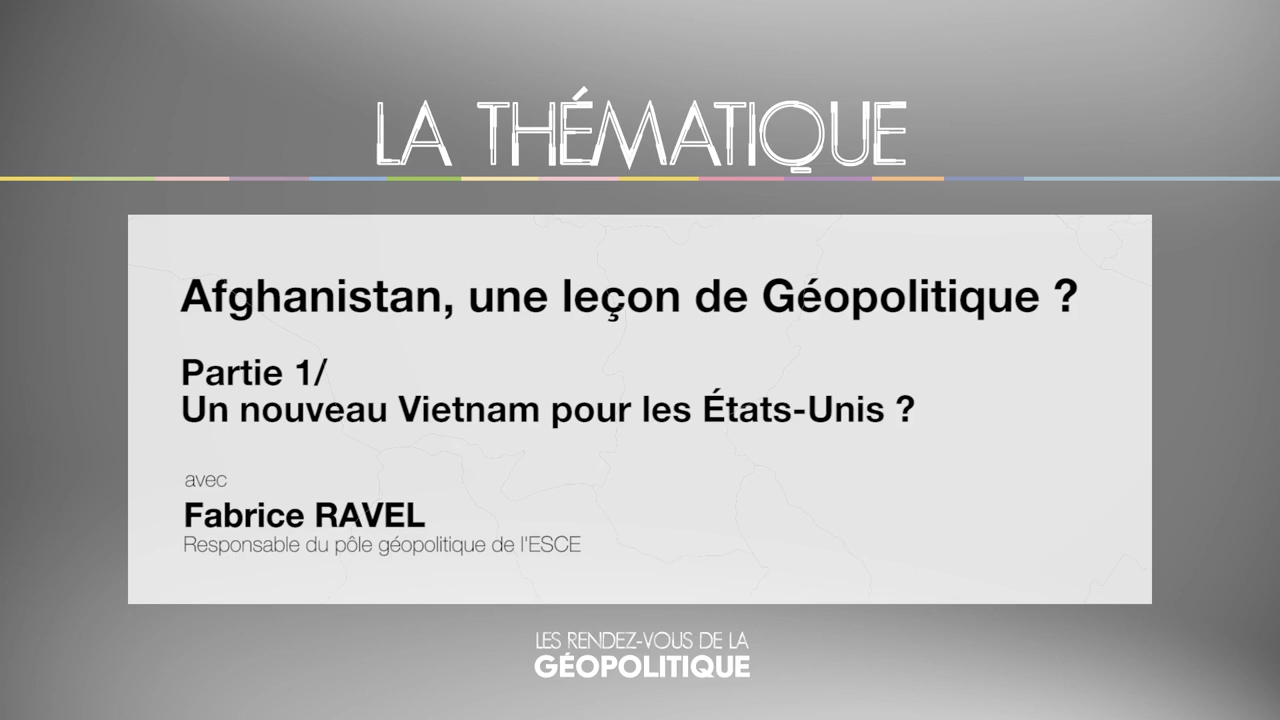 LA THÉMATIQUE
Afghanistan, une leçon de Géopolitique ?
Partie 1/
Un nouveau Vietnam pour les États-Unis ?
avec
Fabrice RAVEL
Responsable du pôle géopolitique de l'ESCE
LES RENDEZ-VOUS DE LA
GÉOPOLITIQUE